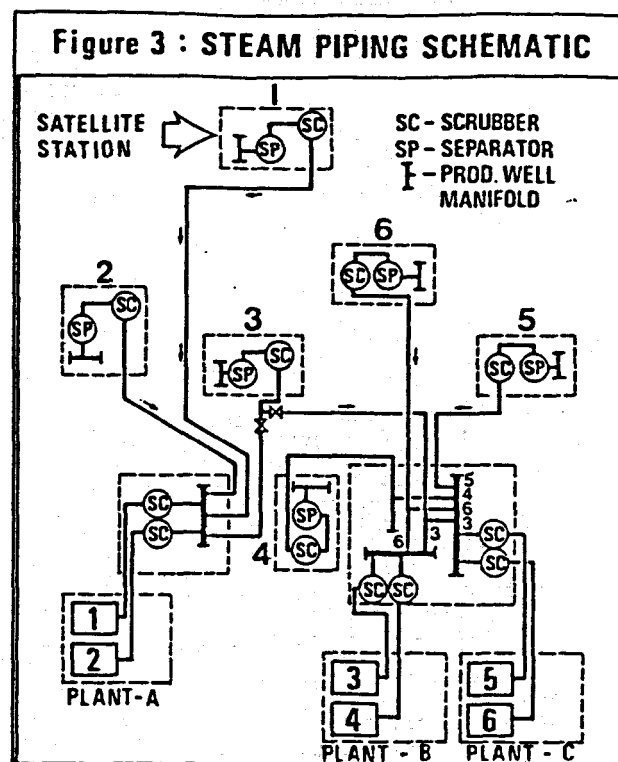 Figure 3 : STEAM PIPING SCHEMATIC
1
SATELLITE
STATION
SC
SP
SC - SCRUBBER
SP - SEPARATOR
- PROD. WELL
MANIFOLD
2
SC
SP
3
SC
SP
6
SC SP
5
SC SP
SC
SC
4
SP
SC
5
4
6
3
6
3
SC
SC
SC SC
1
2
PLANT-A
3
4
PLANT - B
5
6
PLANT - C